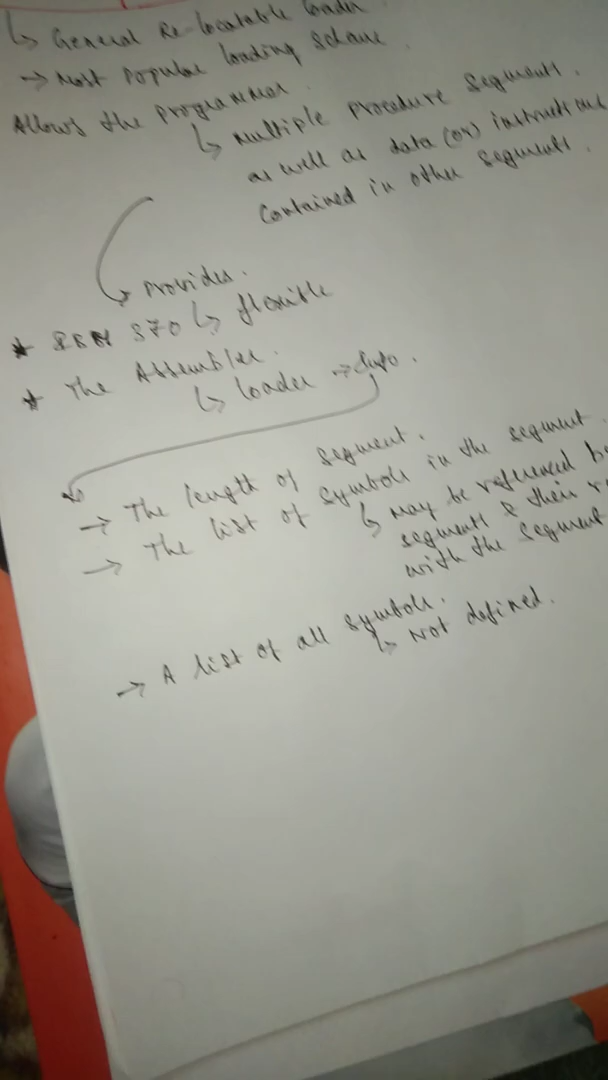 ↳ General Re-locatable loader
→ Most popular loading scheme.
Allows the programmer.
↳ Multiple procedure segments.
as well as data (or) instructions
contained in other segments.
↳ provides.
* 370 ↳ flexible
* The Assembler.
↳ loader → Info.
→ The length of segment.
→ The list of symbols in the segment.
↳ May be referenced by
segments & their
with the segment
→ A list of all symbols.
↳ Not defined.